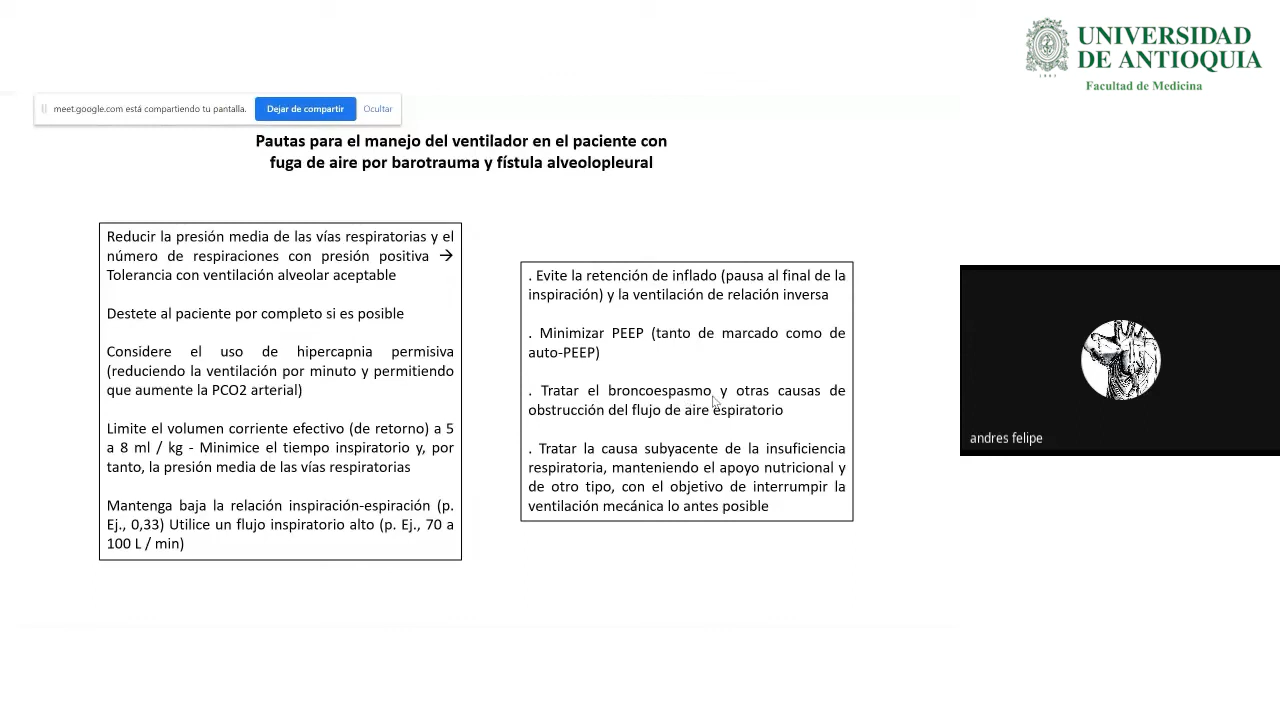 UNIVERSIDAD
DE ANTIOQUIA
1803
Facultad de Medicina
meet.google.com está compartiendo tu pantalla.
Dejar de compartir
Ocultar
Pautas para el manejo del ventilador en el paciente con
fuga de aire por barotrauma y fístula alveolopleural
Reducir la presión media de las vías respiratorias y el
número de respiraciones con presión positiva →
Tolerancia con ventilación alveolar aceptable
Destete al paciente por completo si es posible
Considere el uso de hipercapnia permisiva
(reduciendo la ventilación por minuto y permitiendo
que aumente la PCO2 arterial)
Limite el volumen corriente efectivo (de retorno) a 5
a 8 ml / kg - Minimice el tiempo inspiratorio y, por
tanto, la presión media de las vías respiratorias
Mantenga baja la relación inspiración-espiración (p.
Ej., 0,33) Utilice un flujo inspiratorio alto (p. Ej., 70 a
100 L / min)
. Evite la retención de inflado (pausa al final de la
inspiración) y la ventilación de relación inversa
. Minimizar PEEP (tanto de marcado como de
auto-PEEP)
. Tratar el broncoespasmo y otras causas de
obstrucción del flujo de aire espiratorio
. Tratar la causa subyacente de la insuficiencia
respiratoria, manteniendo el apoyo nutricional y
de otro tipo, con el objetivo de interrumpir la
ventilación mecánica lo antes posible
andres felipe